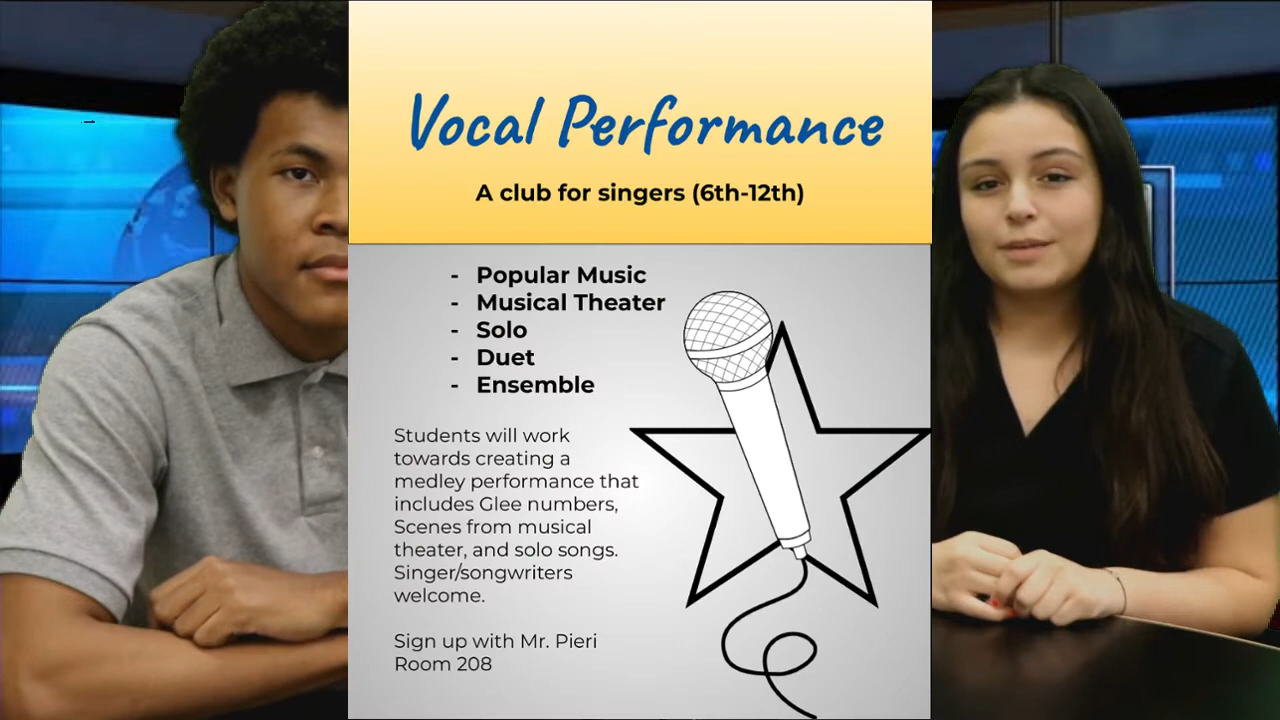 Vocal Performance
A club for singers (6th-12th)
- Popular Music
- Musical Theater
- Solo
- Duet
- Ensemble
Students will work
towards creating a
medley performance that
includes Glee numbers,
Scenes from musical
theater, and solo songs.
Singer/songwriters
welcome.
Sign up with Mr. Pieri
Room 208